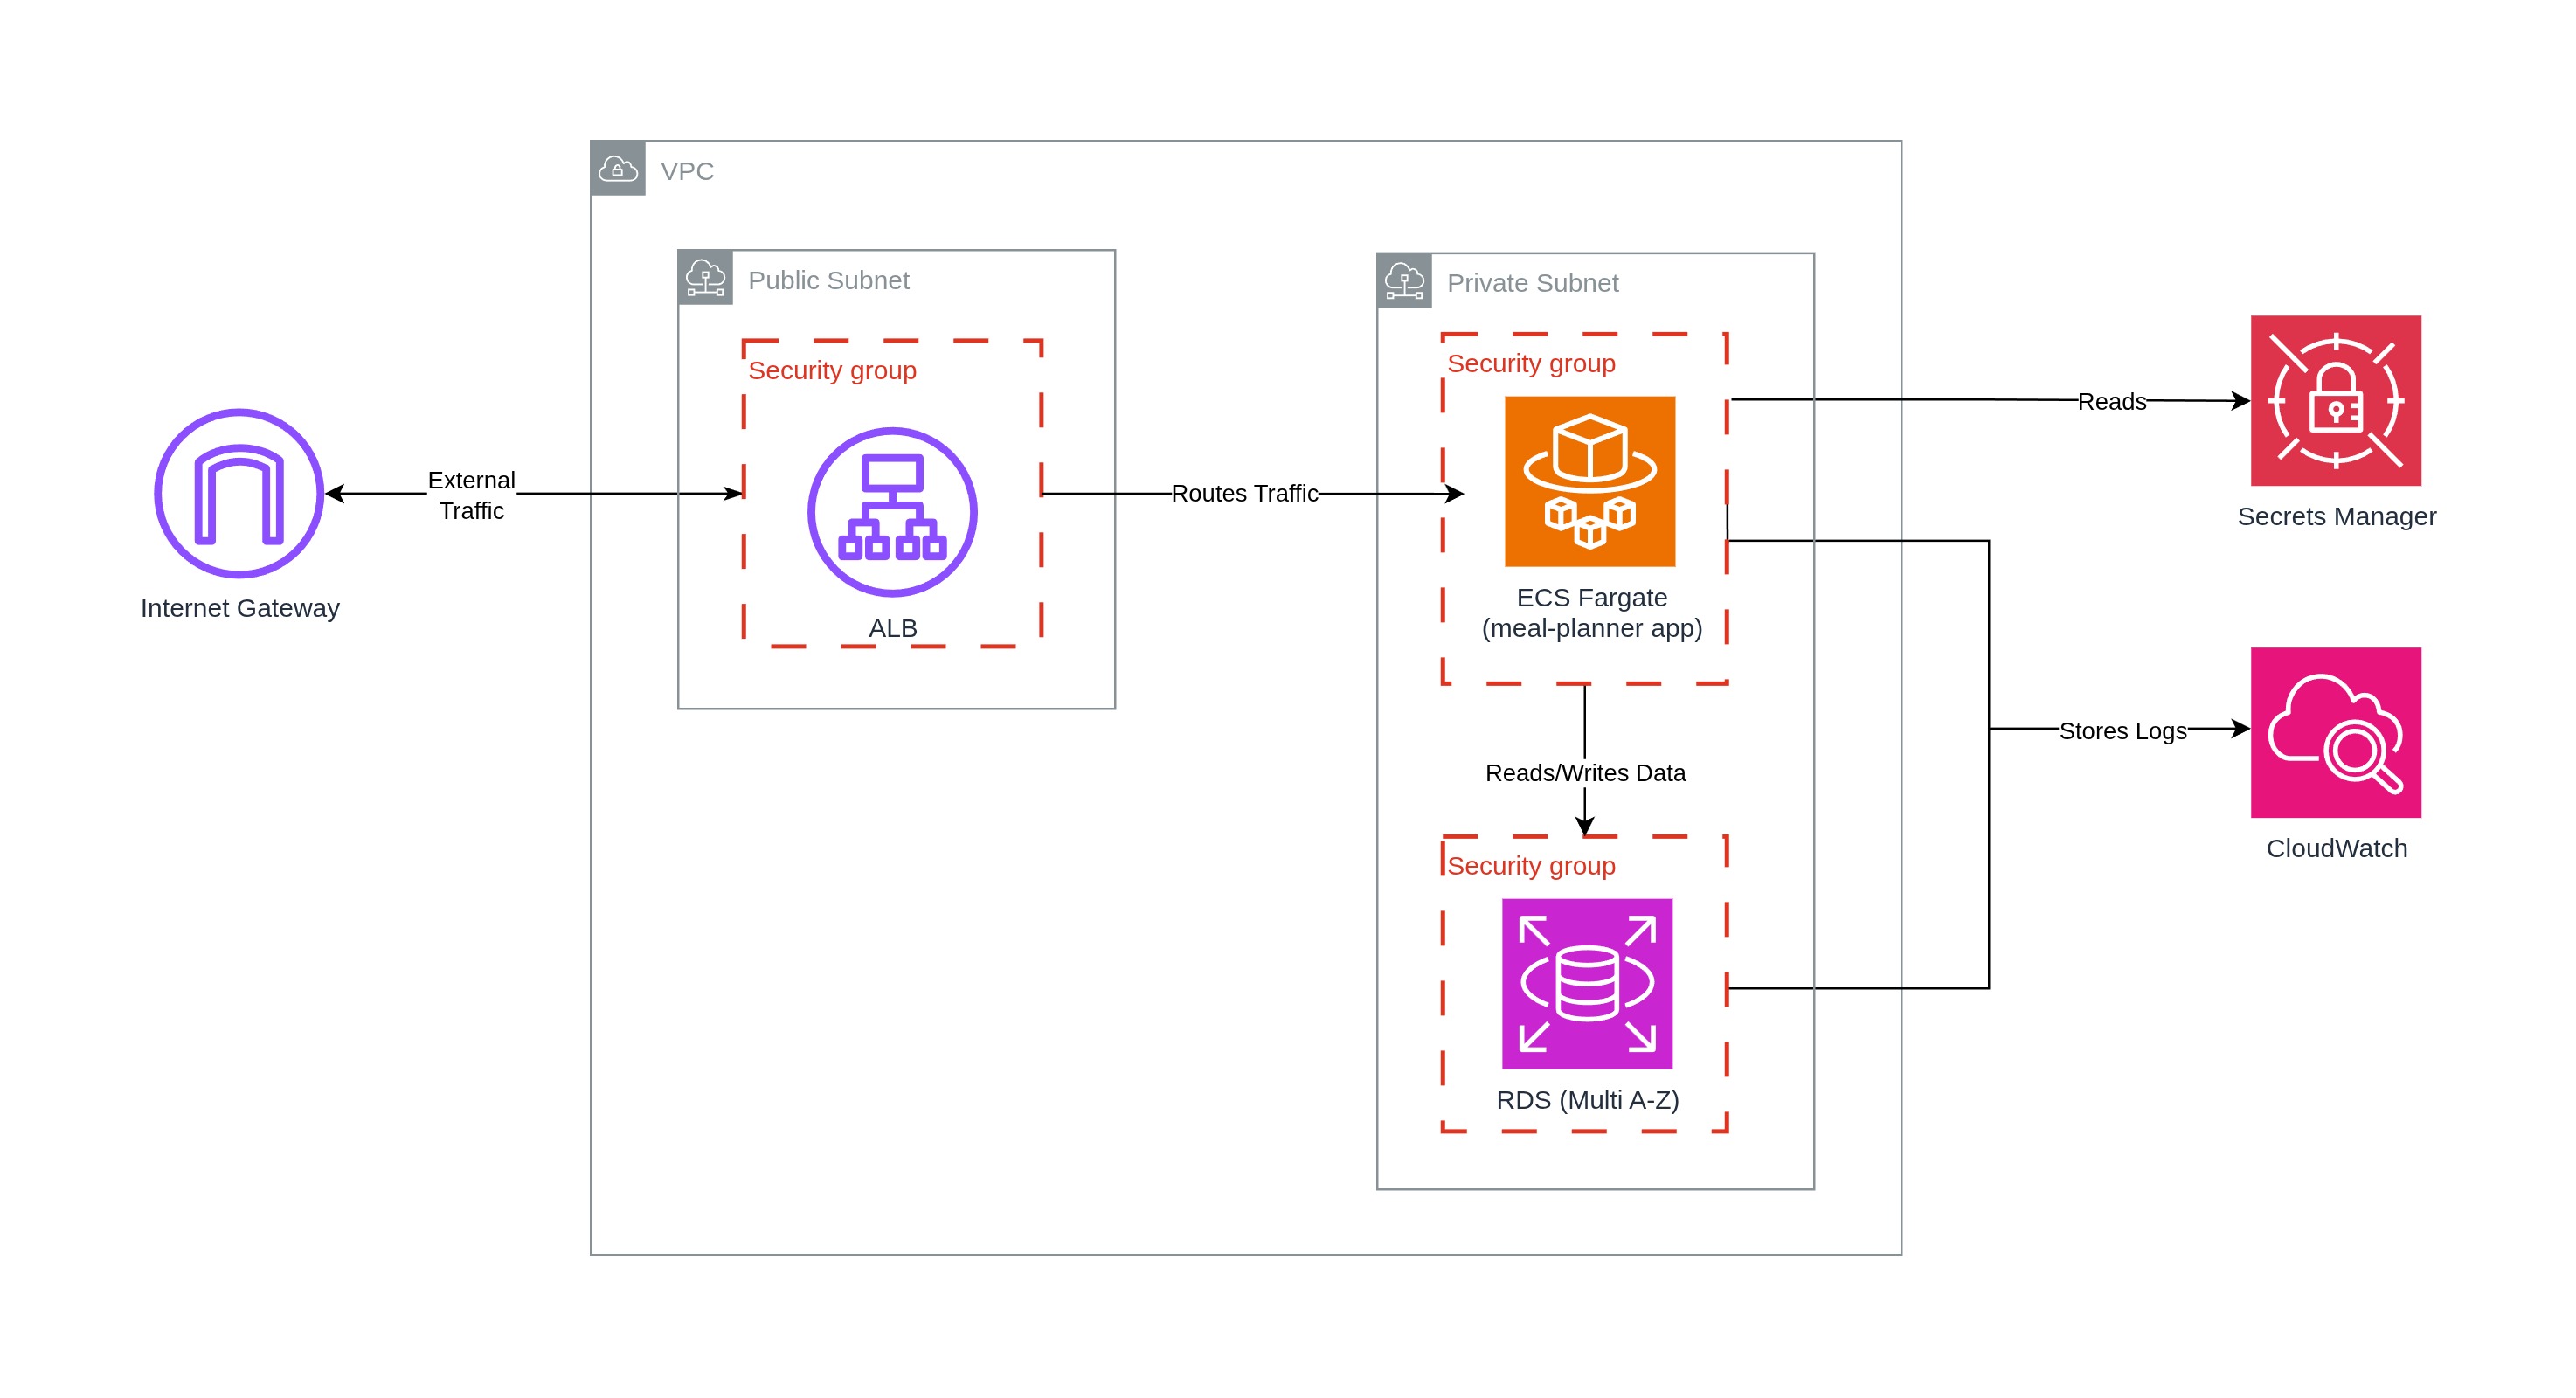 VPC
Public Subnet
Private Subnet
Security group
Security group
Reads
External
Traffic
Routes Traffic
Secrets Manager
ECS Fargate
(meal-planner app)
Internet Gateway
ALB
Stores Logs
Reads/Writes Data
CloudWatch
Security group
RDS (Multi A-Z)